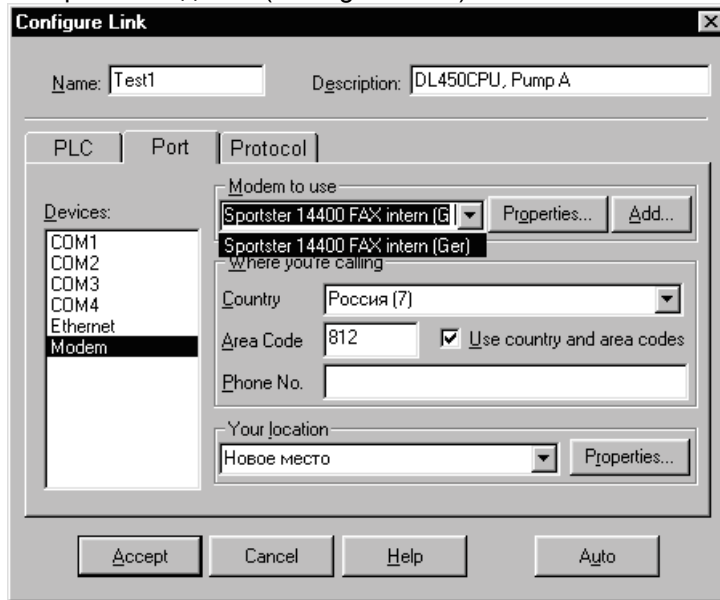 Configure Link
Name: Test1 Description: DL450CPU, Pump A
PLC Port Protocol
Devices:
COM1
COM2
COM3
COM4
Ethernet
Modem
Modem to use
Sportster 14400 FAX intern (G Properties... Add...
Sportster 14400 FAX intern (Ger)
Where you're calling
Country Россия (7)
Area Code 812 Use country and area codes
Phone No.
Your location
Новое место Properties...
Accept Cancel Help Auto